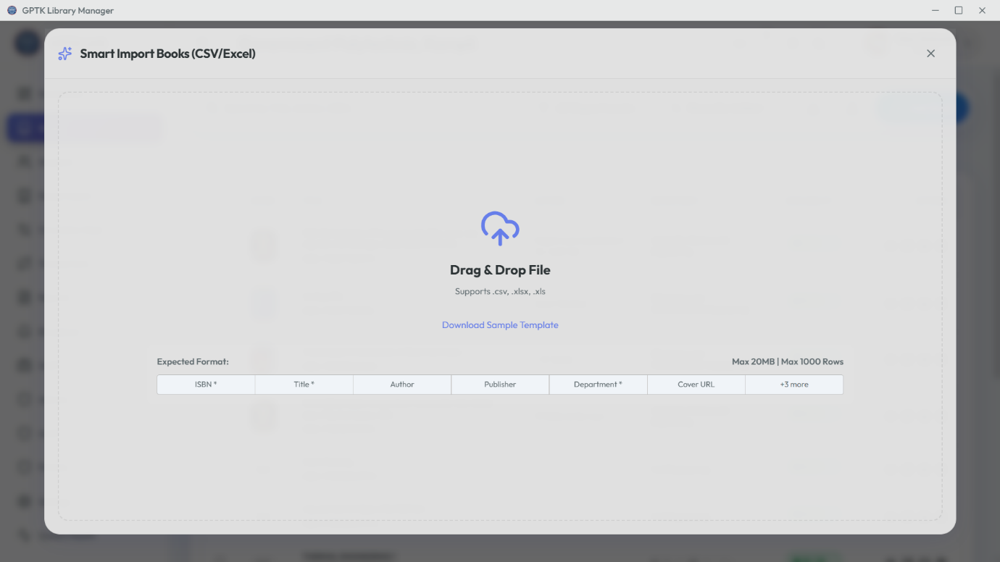 GPTK Library Manager
Smart Import Books (CSV/Excel)
Drag & Drop File
Supports .csv, .xlsx, .xls
Download Sample Template
Expected Format: Max 20MB | Max 1000 Rows
ISBN * Title * Author Publisher Department * Cover URL +3 more